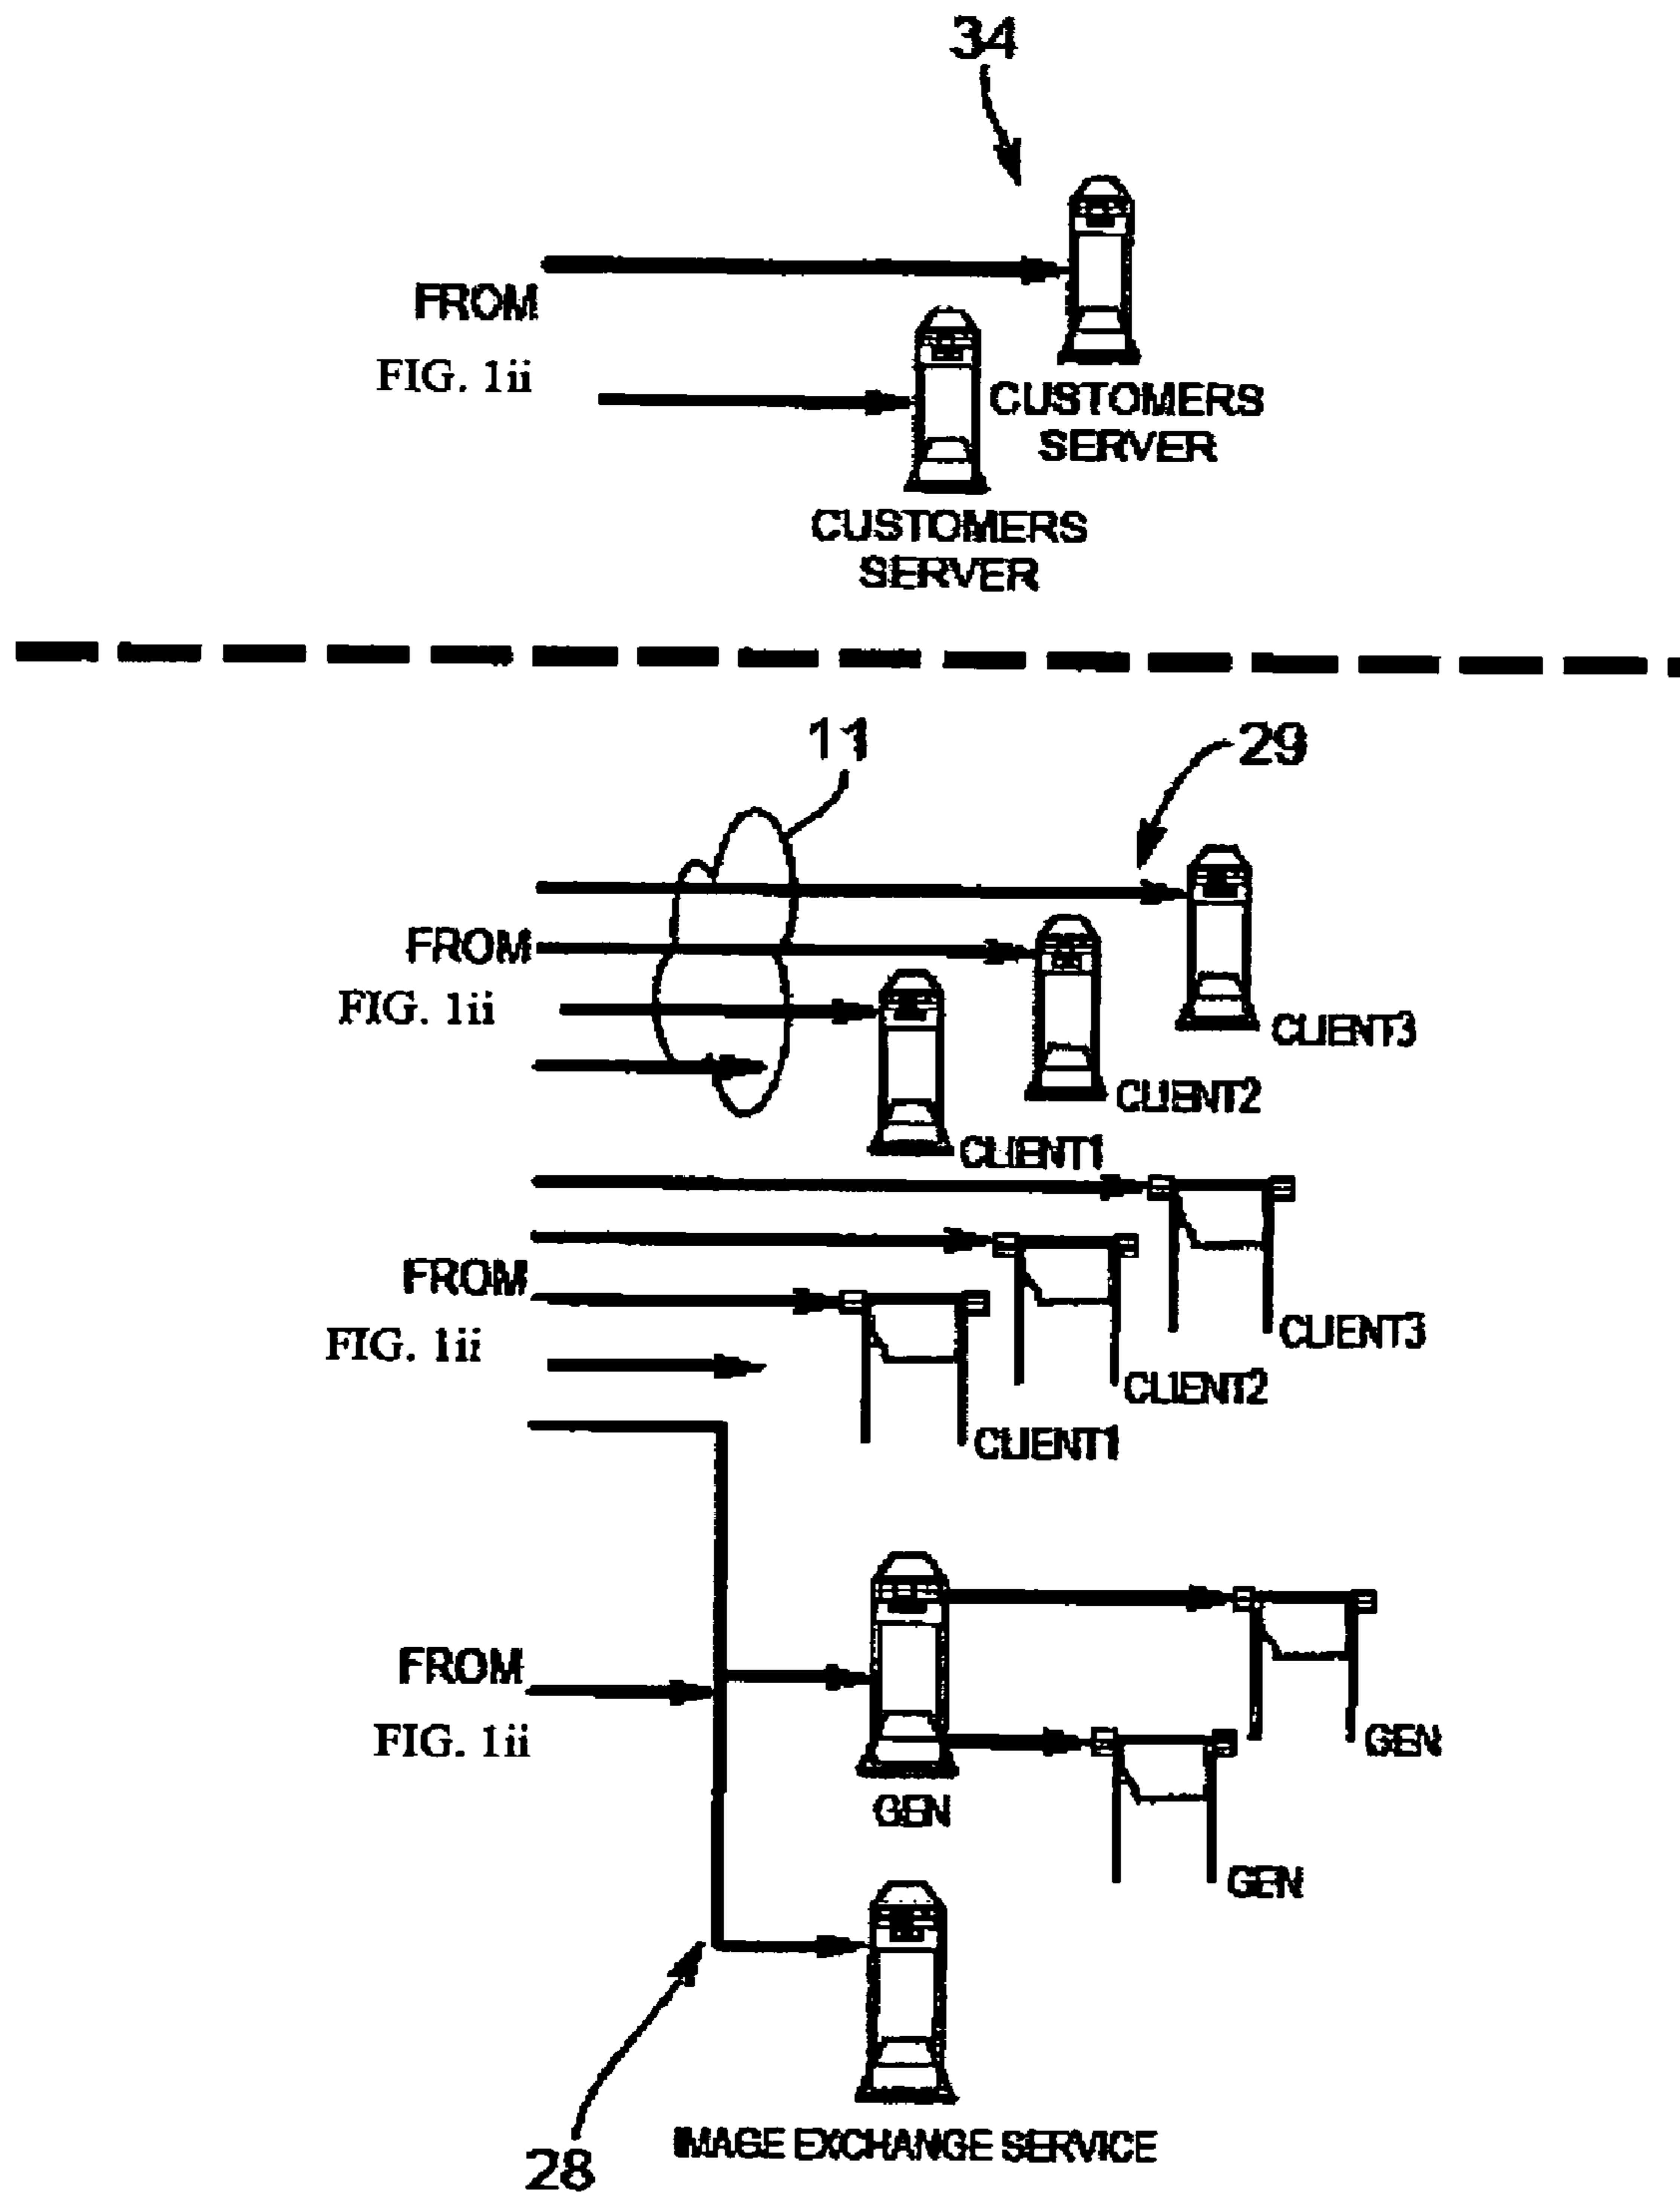 34
FROM
FIG. 1ii
CUSTOMERS
SERVER
CUSTOMERS
SERVER
11
29
FROM
FIG. 1ii
CLIENT3
CLIENT2
CLIENT1
FROM
FIG. 1ii
CLIENT3
CLIENT2
CLIENT1
FROM
FIG. 1ii
GEN
GEN
GEN
28
IMAGE EXCHANGE SERVICE